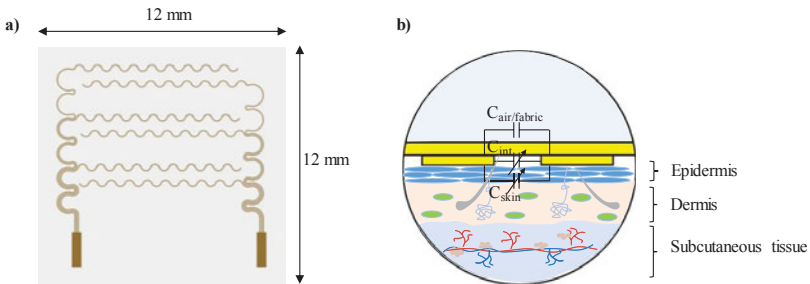 a)
12 mm
12 mm
b)
C air/fabric
C int
C skin
Epidermis
Dermis
Subcutaneous tissue